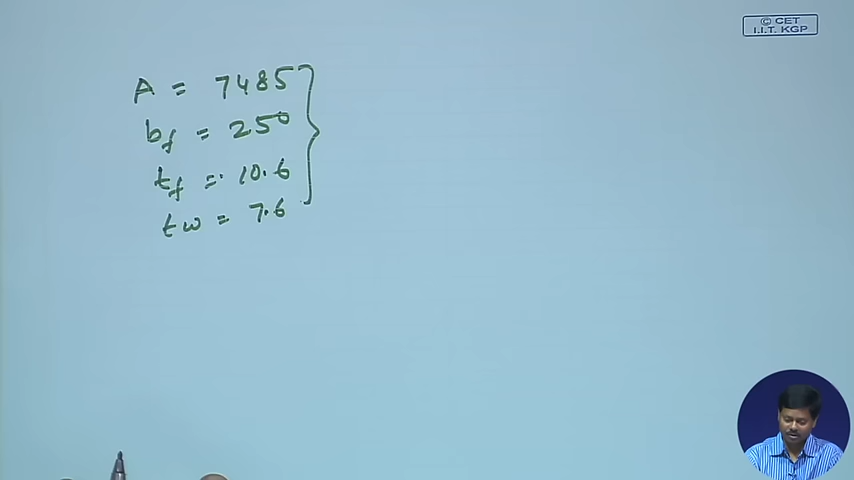 © CET
I.I.T. KGP
A = 7485
bf = 250
tf = 10.6
tw = 7.6